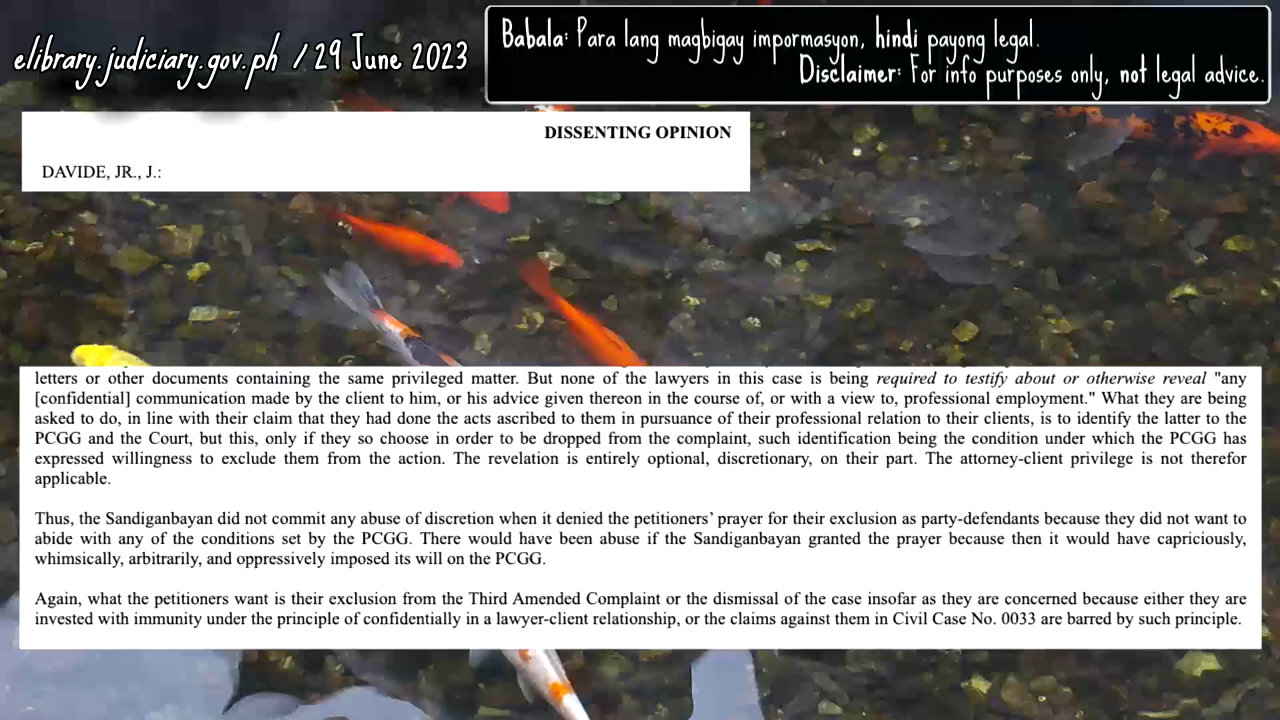 elibrary.judiciary.gov.ph / 29 June 2023
Babala: Para lang magbigay impormasyon, hindi payong legal.
Disclaimer: For info purposes only, not legal advice.
DISSENTING OPINION
DAVIDE, JR., J.:
letters or other documents containing the same privileged matter. But none of the lawyers in this case is being required to testify about or otherwise reveal "any
[confidential] communication made by the client to him, or his advice given thereon in the course of, or with a view to, professional employment." What they are being
asked to do, in line with their claim that they had done the acts ascribed to them in pursuance of their professional relation to their clients, is to identify the latter to the
PCGG and the Court, but this, only if they so choose in order to be dropped from the complaint, such identification being the condition under which the PCGG has
expressed willingness to exclude them from the action. The revelation is entirely optional, discretionary, on their part. The attorney-client privilege is not therefor
applicable.
Thus, the Sandiganbayan did not commit any abuse of discretion when it denied the petitioners' prayer for their exclusion as party-defendants because they did not want to
abide with any of the conditions set by the PCGG. There would have been abuse if the Sandiganbayan granted the prayer because then it would have capriciously,
whimsically, arbitrarily, and oppressively imposed its will on the PCGG.
Again, what the petitioners want is their exclusion from the Third Amended Complaint or the dismissal of the case insofar as they are concerned because either they are
invested with immunity under the principle of confidentially in a lawyer-client relationship, or the claims against them in Civil Case No. 0033 are barred by such principle.